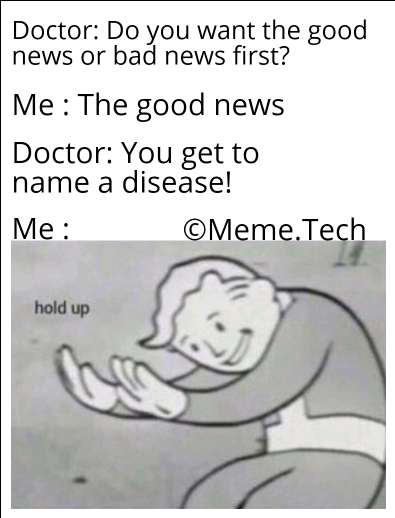 Doctor: Do you want the good
news or bad news first?
Me : The good news
Doctor: You get to
name a disease!
Me :
©Meme.Tech
hold up